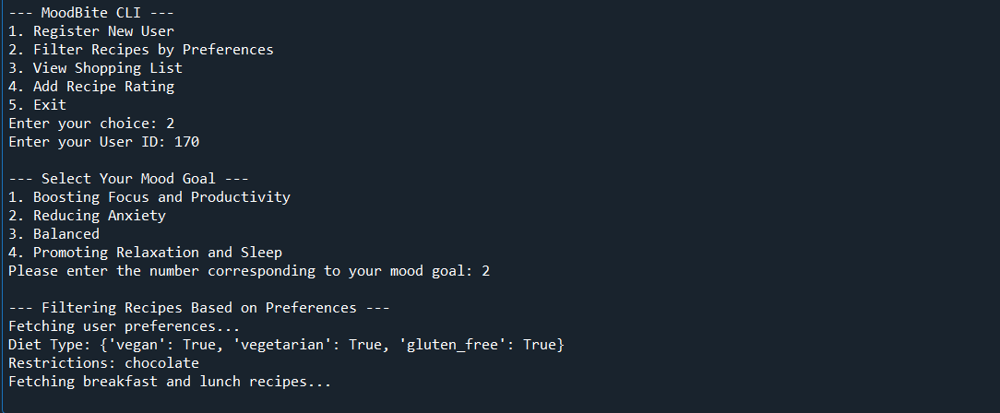 --- MoodBite CLI ---
1. Register New User
2. Filter Recipes by Preferences
3. View Shopping List
4. Add Recipe Rating
5. Exit
Enter your choice: 2
Enter your User ID: 170
--- Select Your Mood Goal ---
1. Boosting Focus and Productivity
2. Reducing Anxiety
3. Balanced
4. Promoting Relaxation and Sleep
Please enter the number corresponding to your mood goal: 2
--- Filtering Recipes Based on Preferences ---
Fetching user preferences...
Diet Type: {'vegan': True, 'vegetarian': True, 'gluten_free': True}
Restrictions: chocolate
Fetching breakfast and lunch recipes...